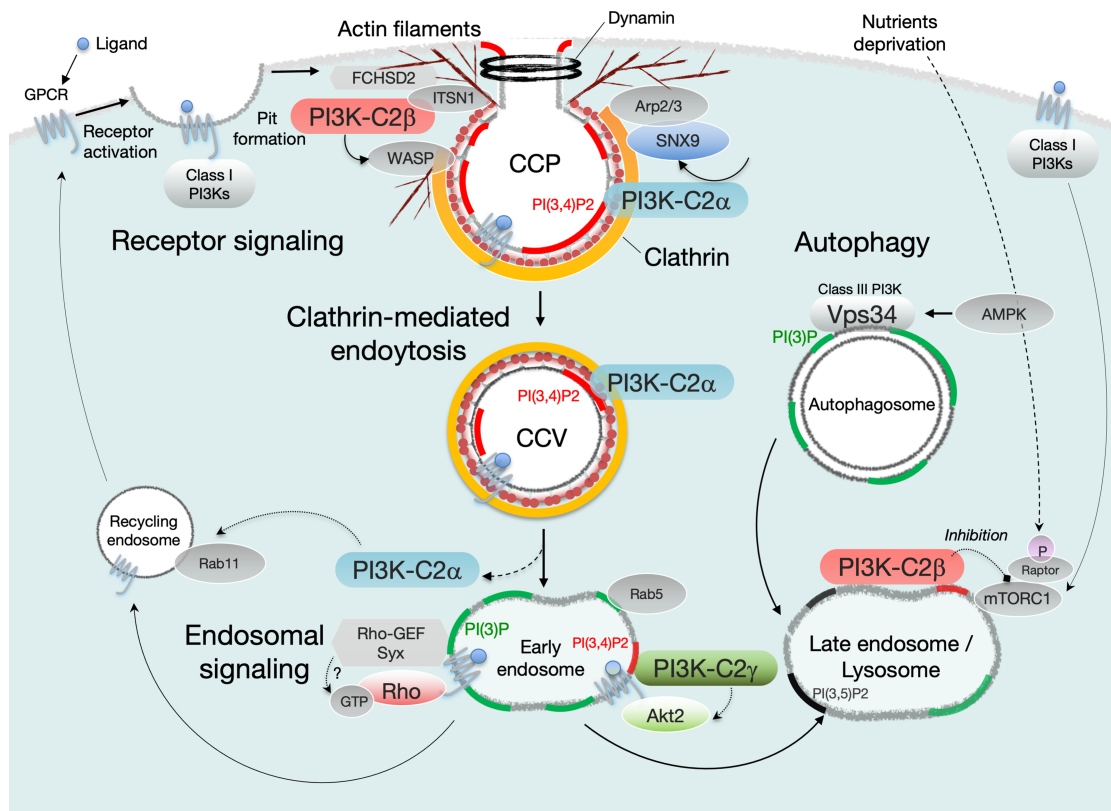 Ligand
GPCR
Receptor
activation
Class I
PI3Ks
Pit
formation
Actin filaments
FCHSD2
ITSN1
PI3K-C2β
WASP
Dynamin
Arp2/3
SNX9
CCP
PI(3,4)P2
PI3K-C2α
Clathrin
Nutrients
deprivation
Class I
PI3Ks
Receptor signaling
Autophagy
Class III PI3K
Vps34
AMPK
PI(3)P
Autophagosome
Clathrin-mediated
endoytosis
PI3K-C2α
PI(3,4)P2
CCV
Recycling
endosome
Rab11
PI3K-C2α
Inhibition
PI3K-C2β
P
Raptor
mTORC1
Late endosome /
Lysosome
PI(3,5)P2
Endosomal
signaling
Rho-GEF
Syx
?
GTP
Rho
PI(3)P
Early
endosome
Rab5
PI(3,4)P2
PI3K-C2γ
Akt2